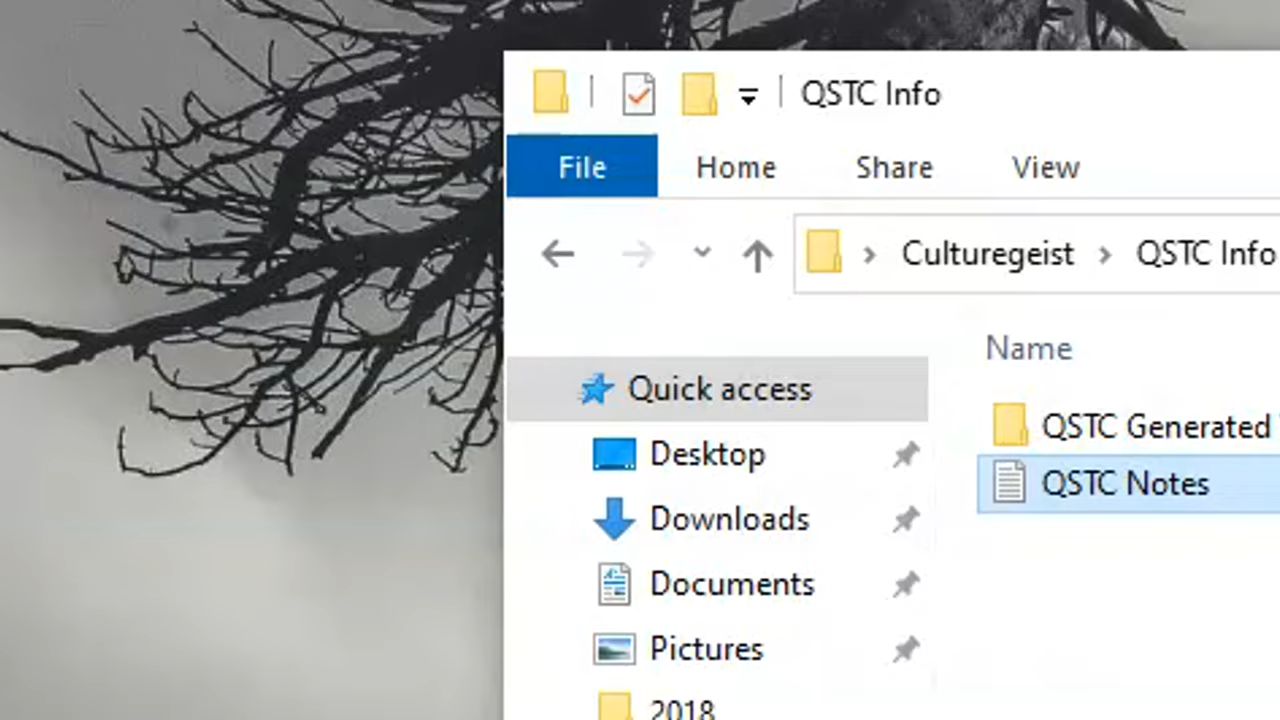 QSTC Info
File Home Share View
Culturegeist QSTC Info
Name
Quick access
QSTC Generated
Desktop
QSTC Notes
Downloads
Documents
Pictures
2018